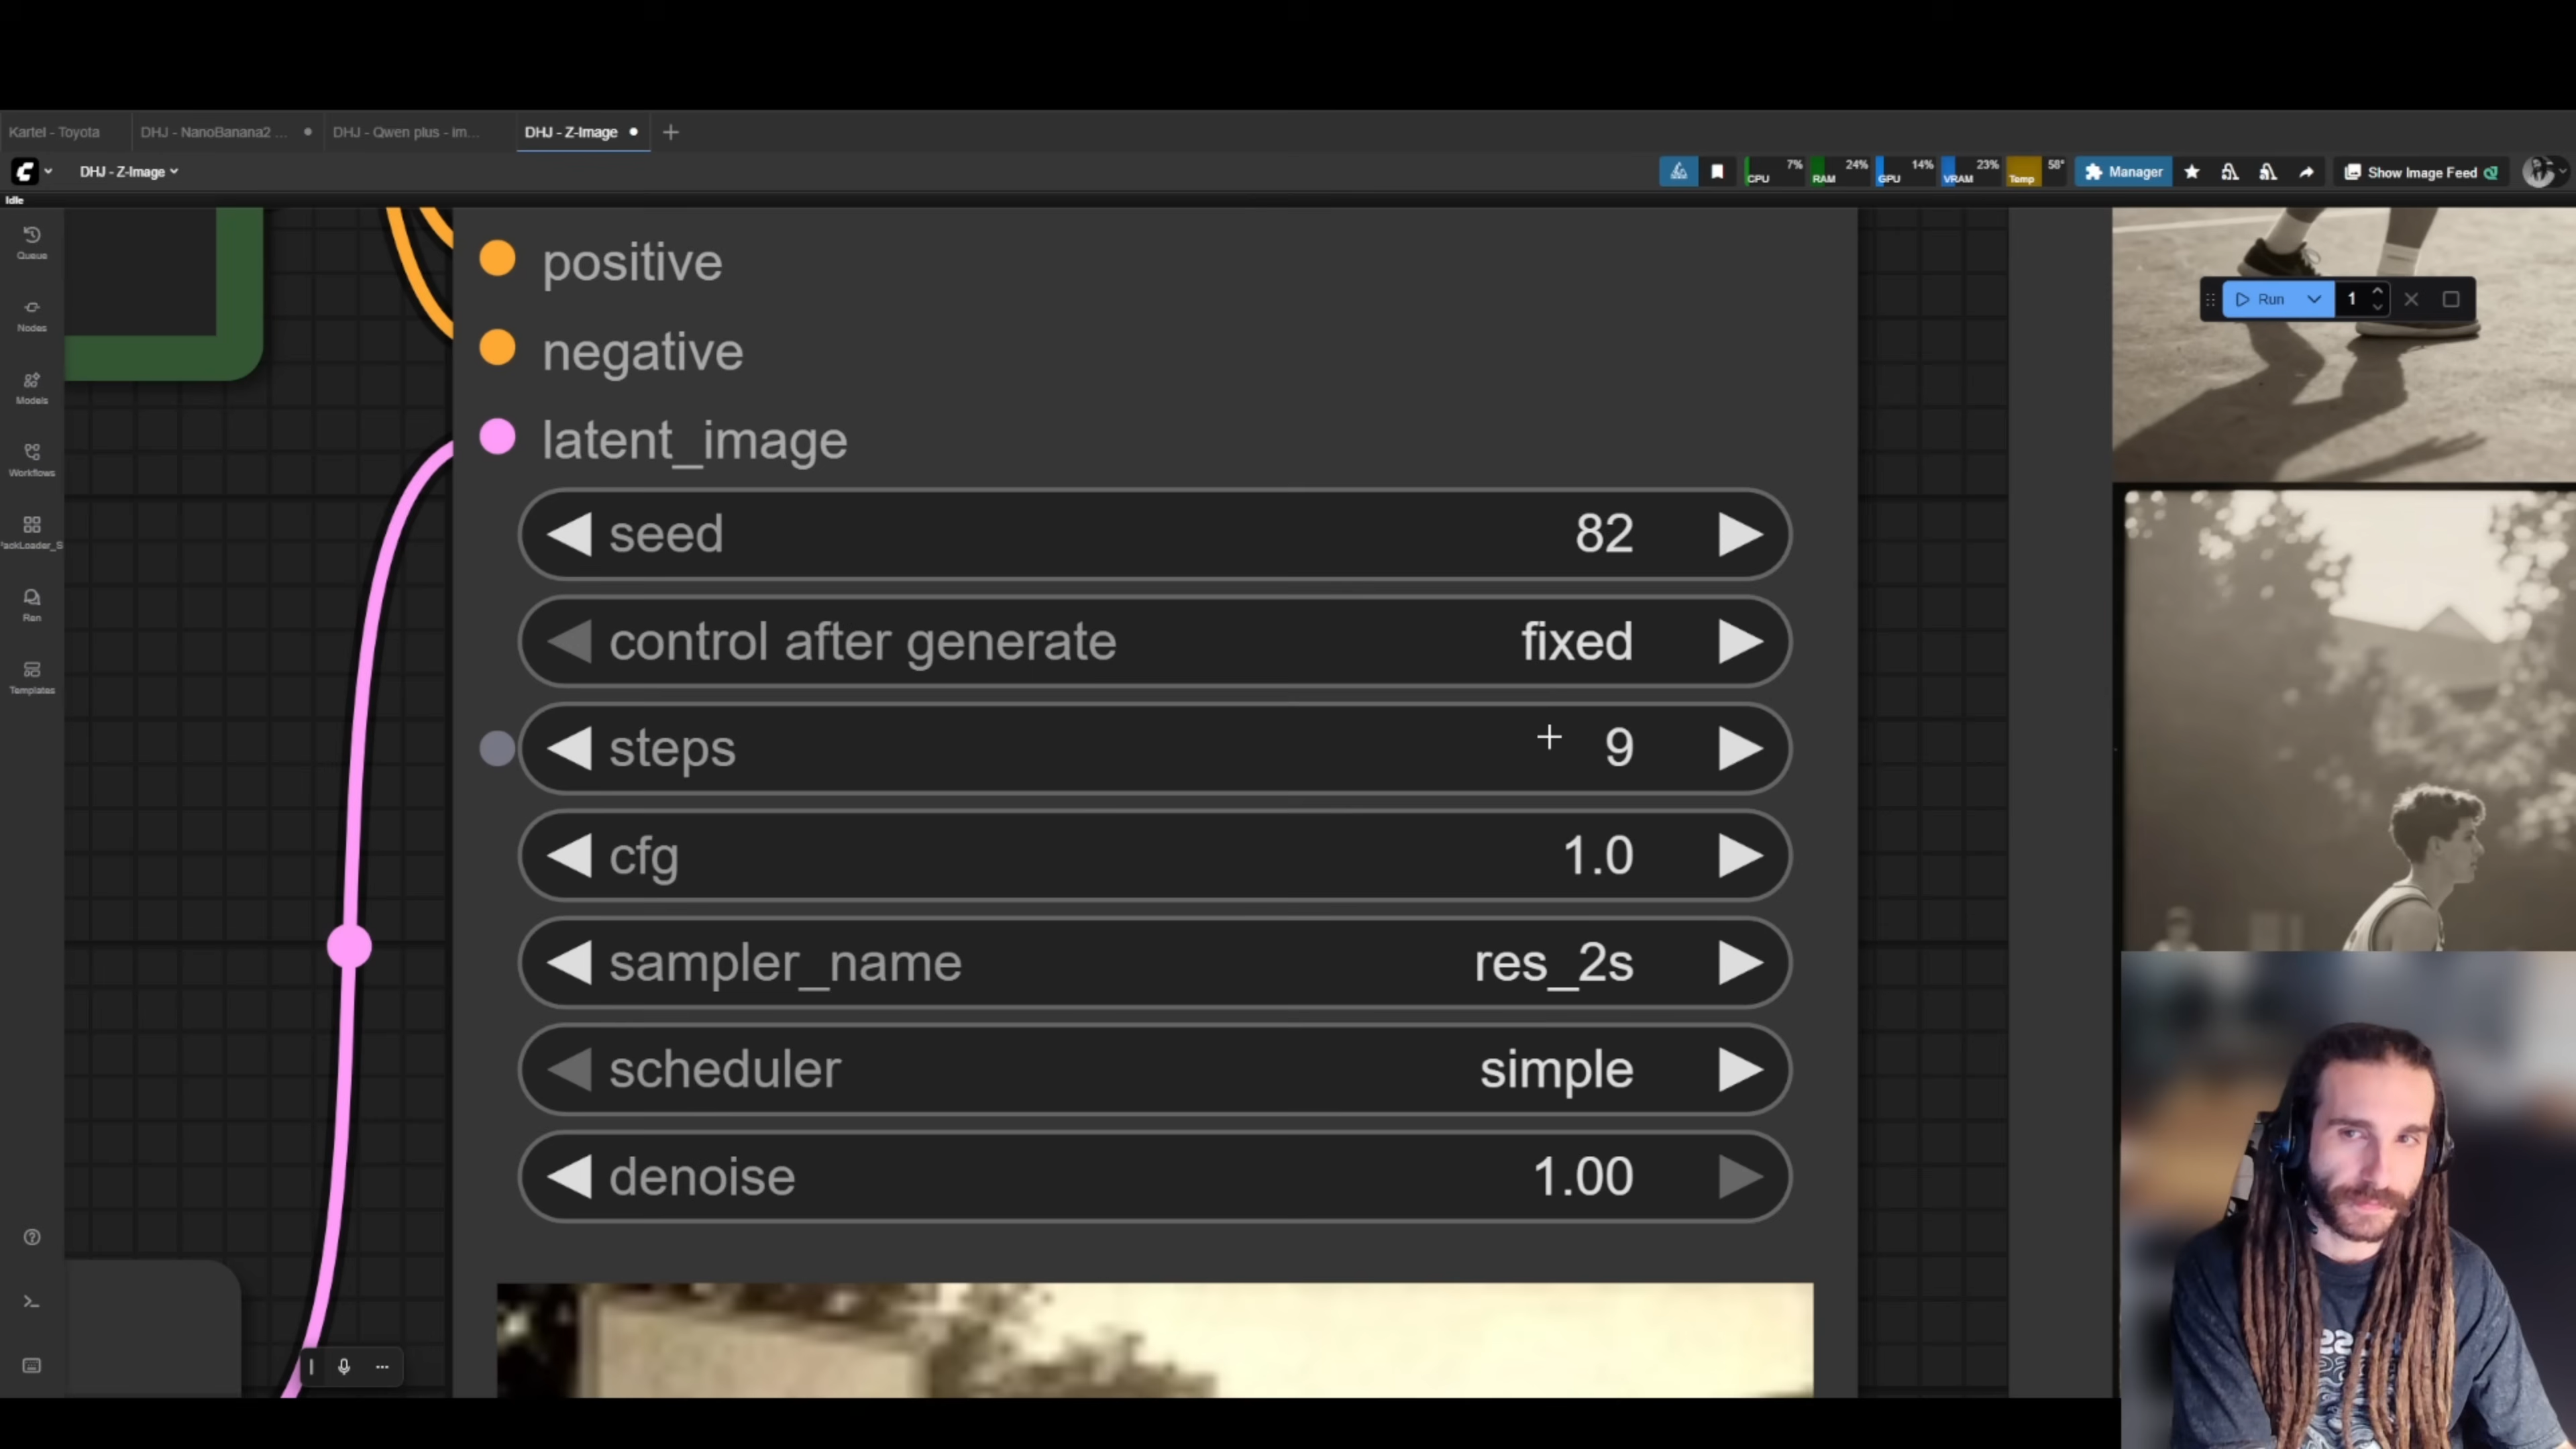 Kartel - Toyota
DHJ - NanoBanana2 ...
DHJ - Qwen plus - im...
DHJ - Z-Image
DHJ - Z-Image
CPU 7%
RAM 24%
GPU 14%
VRAM 23%
Temp 58°
Manager
Show Image Feed
Idle
Queue
Nodes
Models
Workflows
ackLoader_S
Ren
Templates
positive
negative
latent_image
seed 82
control after generate fixed
steps 9
cfg 1.0
sampler_name res_2s
scheduler simple
denoise 1.00
Run 1